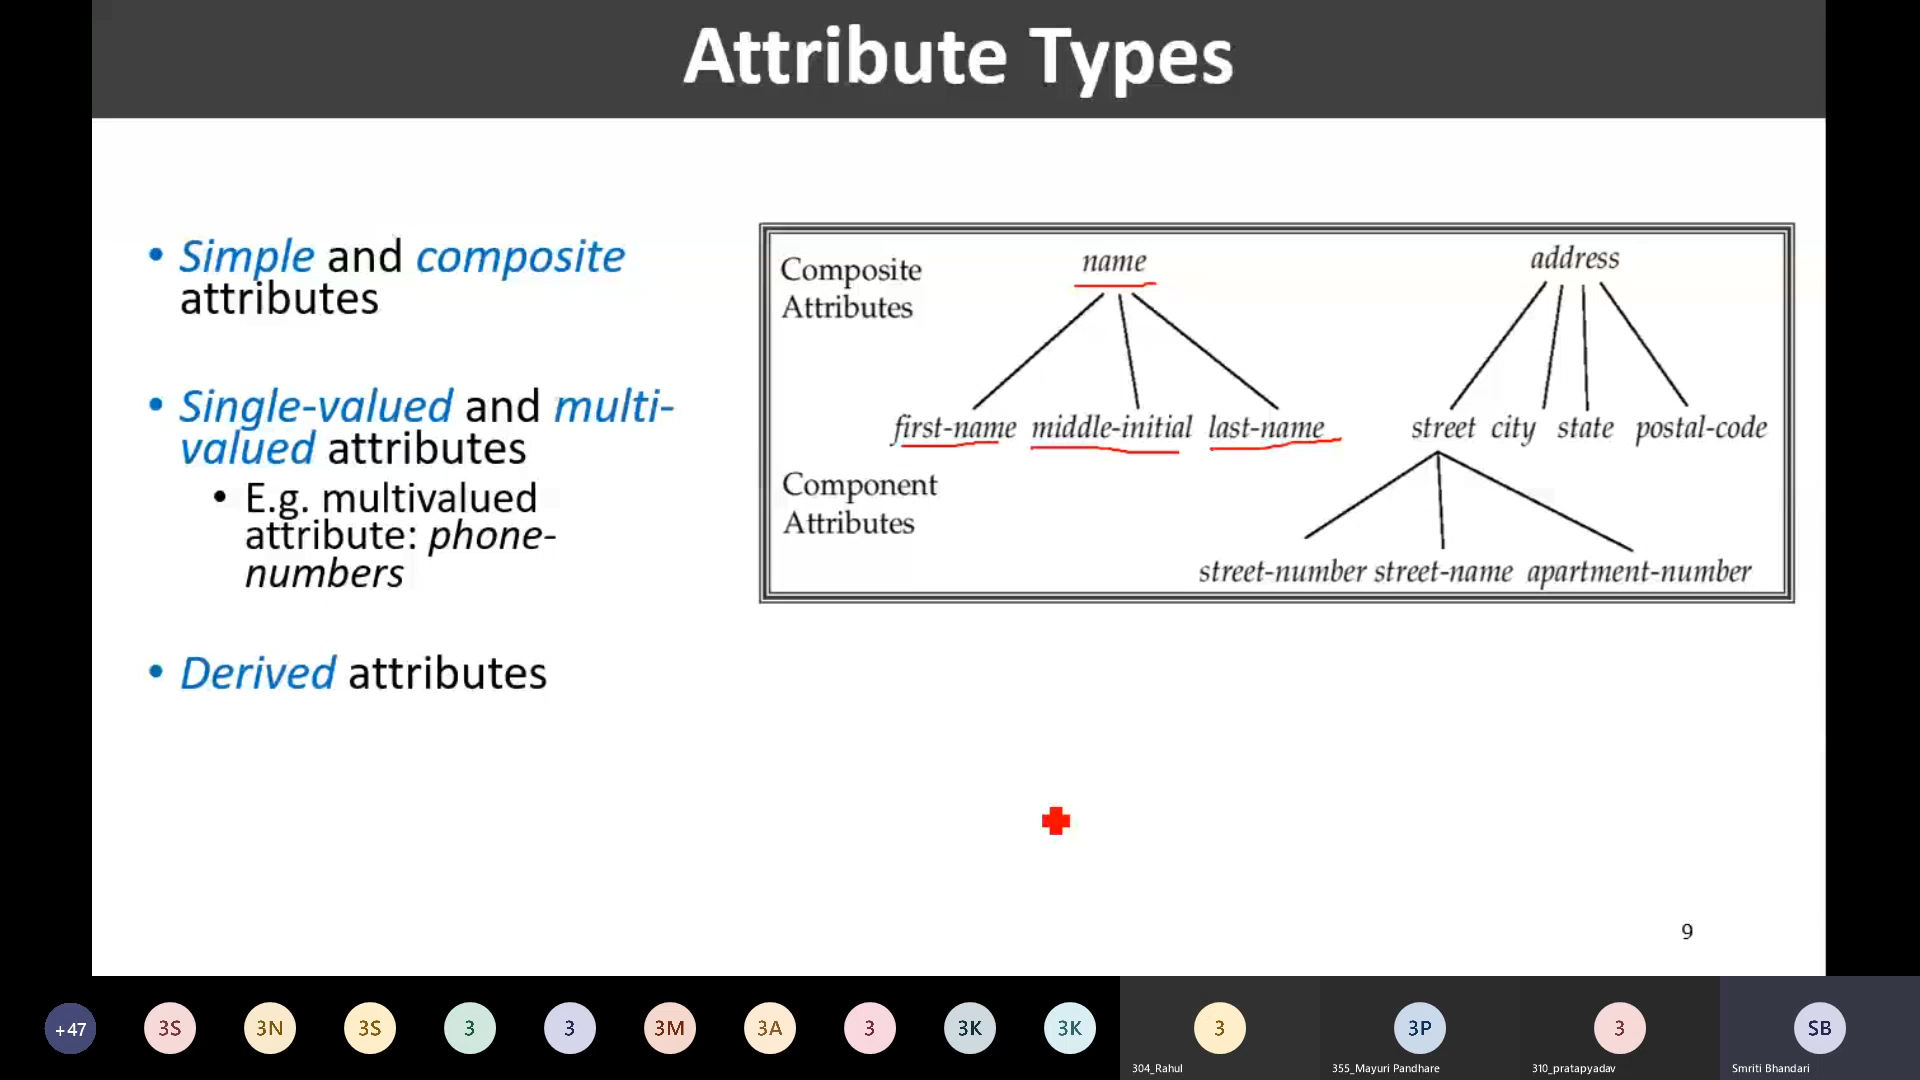 Attribute Types
• Simple and composite
attributes
• Single-valued and multi-
valued attributes
• E.g. multivalued
attribute: phone-
numbers
• Derived attributes
Composite
Attributes
name
address
first-name middle-initial last-name
street city state postal-code
Component
Attributes
street-number street-name apartment-number
9
+47
3S
3N
3S
3
3
3M
3A
3
3K
3K
3
304_Rahul
3P
355_Mayuri Pandhare
3
310_pratapyadav
SB
Smriti Bhandari